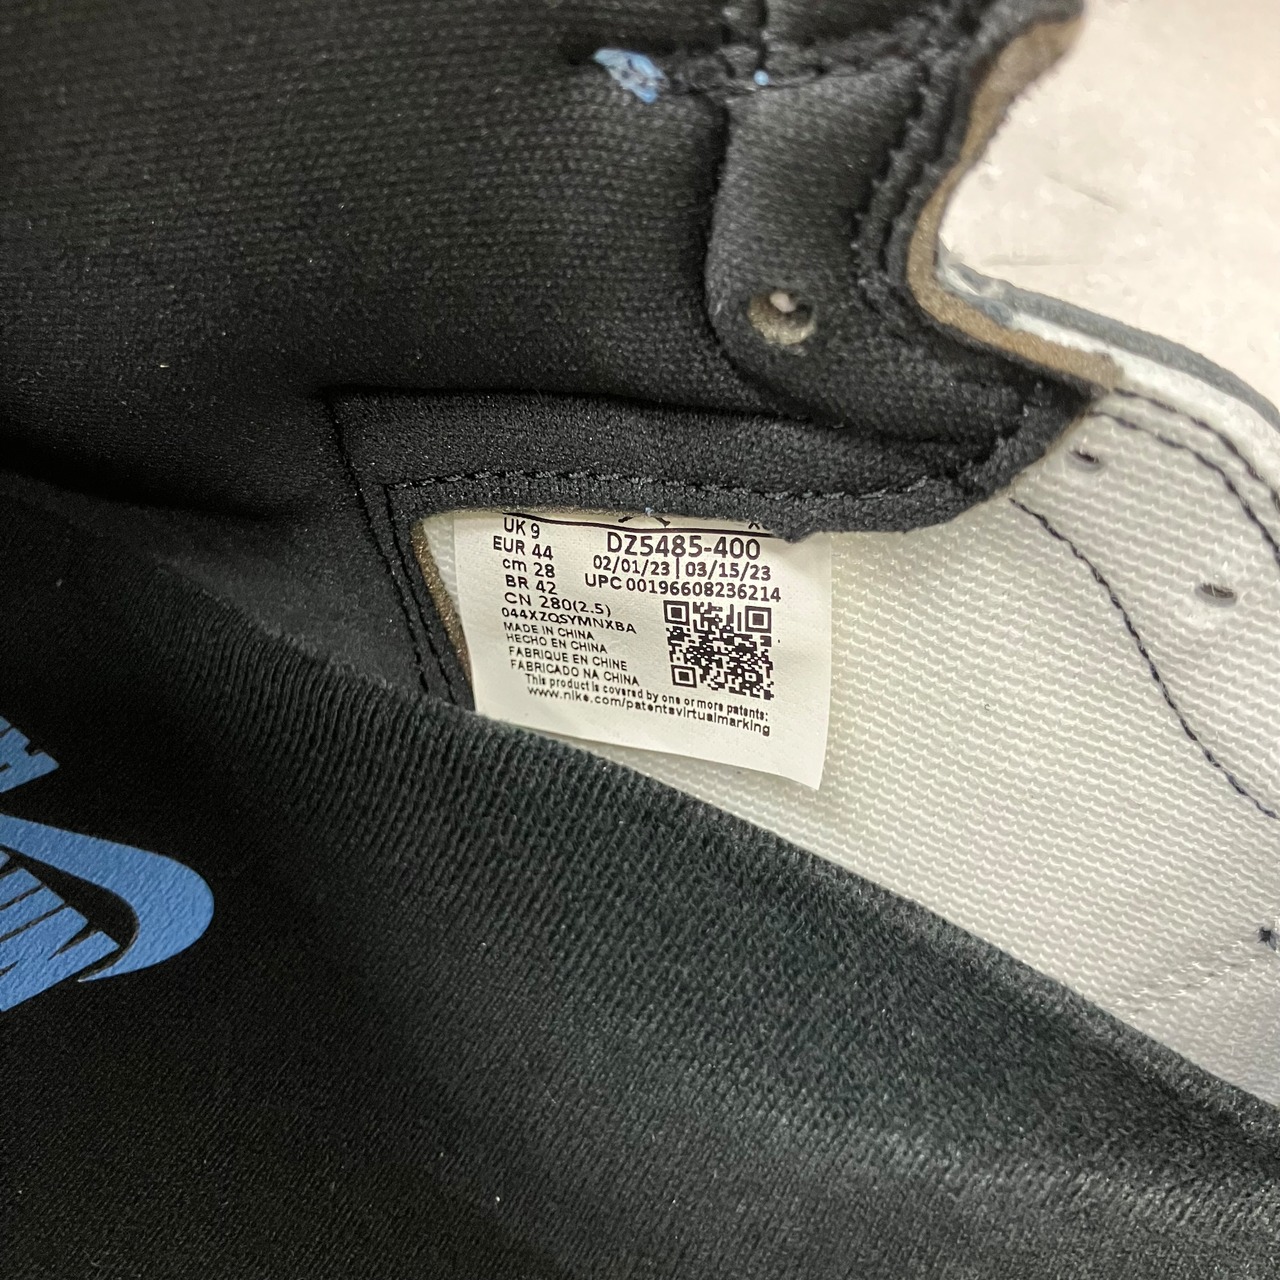 UK 9
EUR 44
cm 28
BR 42
CN 280(2.5)
044XZQSYMNXBA
MADE IN CHINA
HECHO EN CHINA
FABRIQUE EN CHINE
FABRICADO NA CHINA
DZ5485-400
02/01/23 | 03/15/23
UPC 00196608236214
This product is covered by one or more patents:
www.nike.com/patentsvirtualmarking